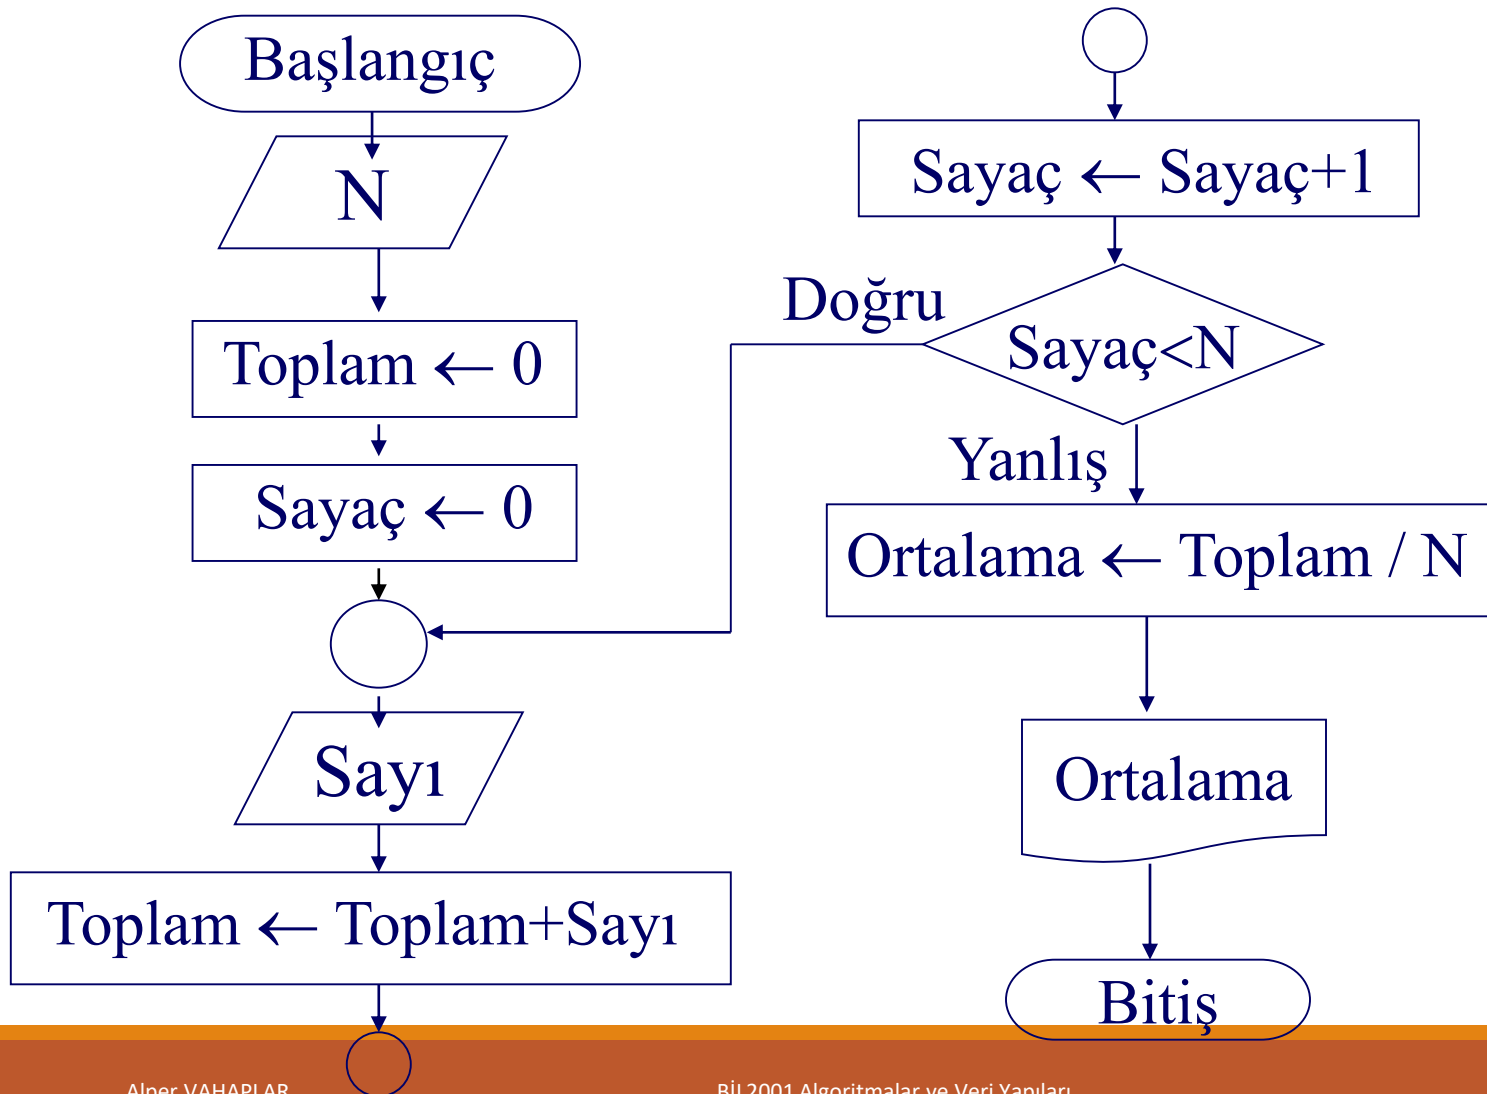 Başlangıç
N
Toplam ← 0
Sayaç ← 0
Sayı
Toplam ← Toplam+Sayı
Sayaç ← Sayaç+1
Doğru
Sayaç<N
Yanlış
Ortalama ← Toplam / N
Ortalama
Bitiş
Alper VAHAPLAR
BİL2001 Algoritmalar ve Veri Yapıları